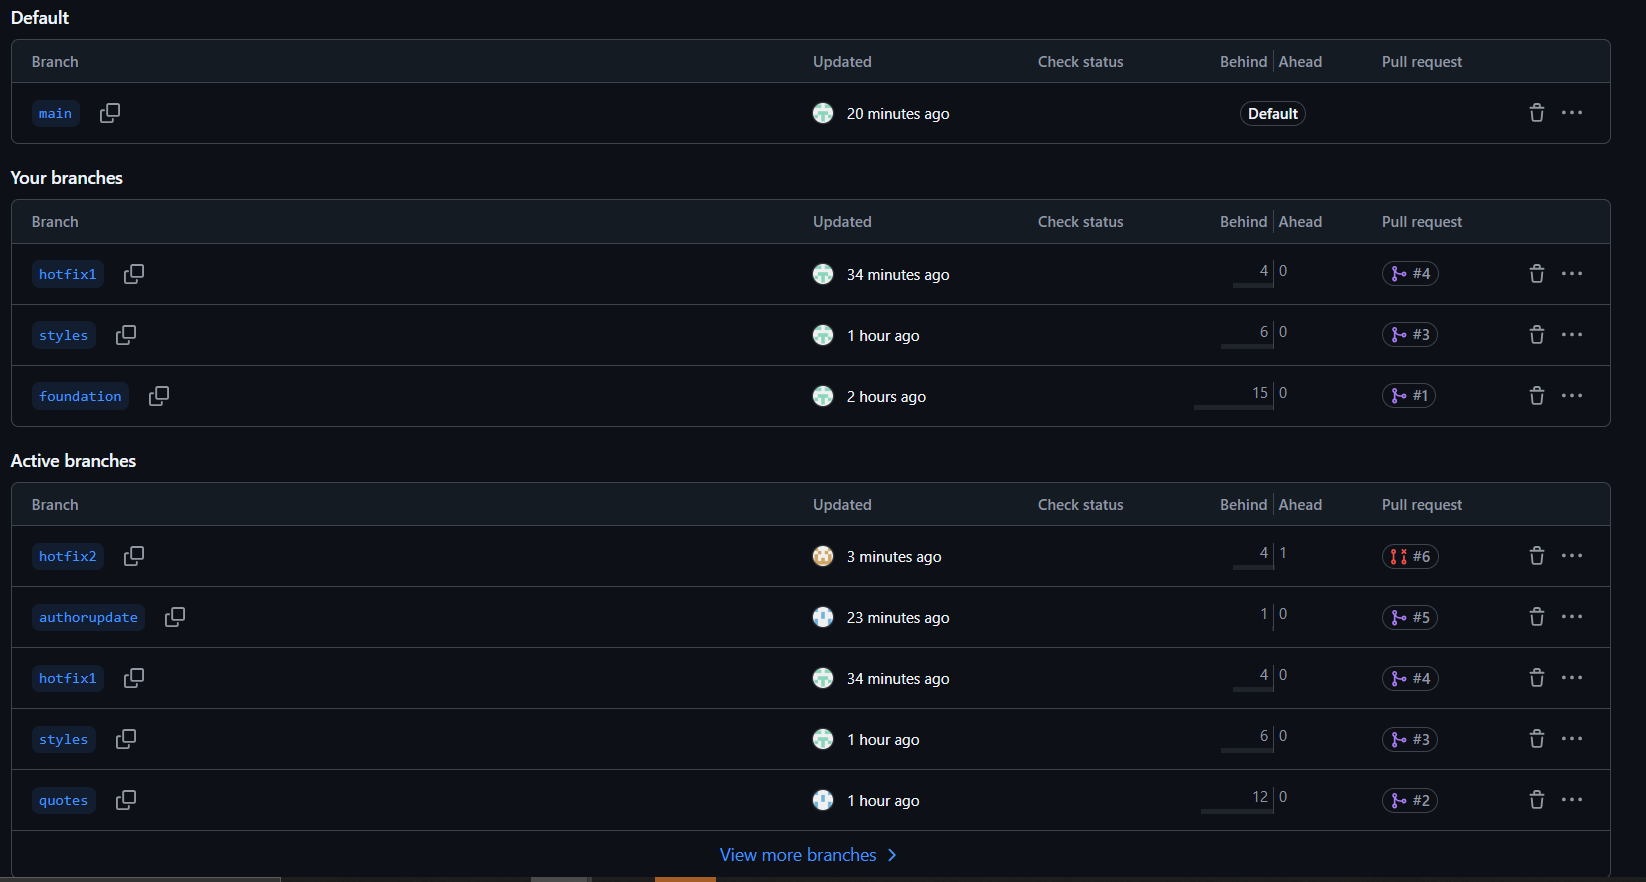 Default
Branch Updated Check status Behind Ahead Pull request
main 20 minutes ago Default
Your branches
Branch Updated Check status Behind Ahead Pull request
hotfix1 34 minutes ago 4 0 #4
styles 1 hour ago 6 0 #3
foundation 2 hours ago 15 0 #1
Active branches
Branch Updated Check status Behind Ahead Pull request
hotfix2 3 minutes ago 4 1 #6
authorupdate 23 minutes ago 1 0 #5
hotfix1 34 minutes ago 4 0 #4
styles 1 hour ago 6 0 #3
quotes 1 hour ago 12 0 #2
View more branches